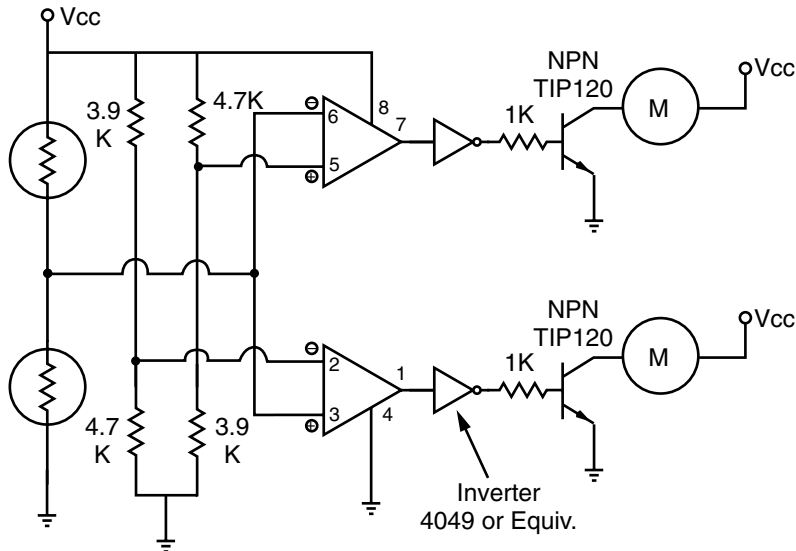 Vcc
3.9
K
4.7K
⊖
6
5
⊕
8
7
1K
NPN
TIP120
M
Vcc
4.7
K
3.9
K
⊖
2
3
⊕
1
4
1K
NPN
TIP120
M
Vcc
Inverter
4049 or Equiv.